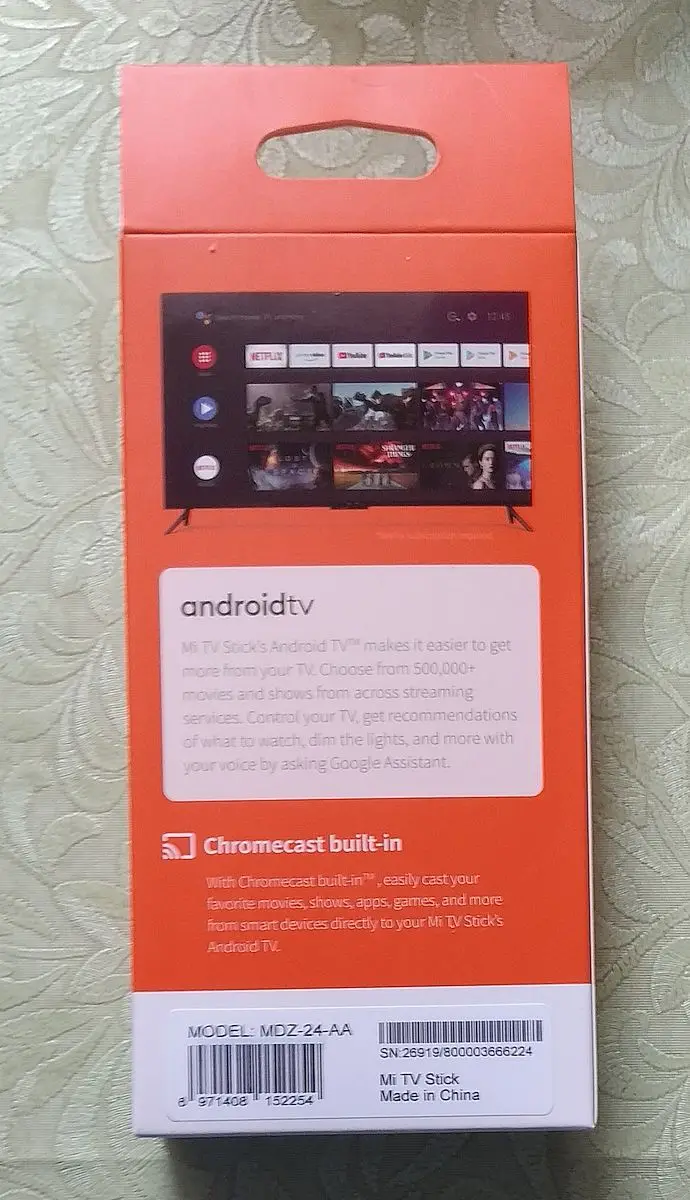 12:45
NETFLIX
YouTube
STRANGER
THINGS
androidtv
Mi TV Stick's Android TV™ makes it easier to get
more from your TV. Choose from 500,000+
movies and shows from across streaming
services. Control your TV, get recommendations
of what to watch, dim the lights, and more with
your voice by asking Google Assistant.
Chromecast built-in
With Chromecast built-in™, easily cast your
favorite movies, shows, apps, games, and more
from smart devices directly to your Mi TV Stick's
Android TV.
MODEL: MDZ-24-AA
6 971408 152254
SN:26919/800003666224
Mi TV Stick
Made in China